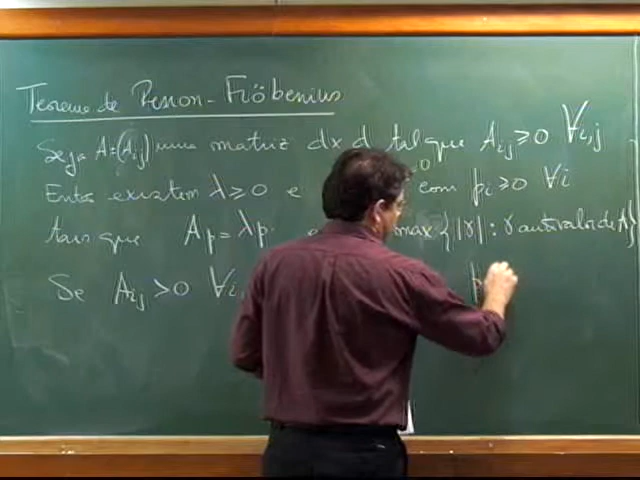 Teorema de Perron-Fröbenius
Seja A=(Aij) uma matriz dxd tal que Aij ≥ 0 ∀i,j
Então existem λ≥0 e com pi ≥ 0 ∀i
tais que Ap = λp. max{|γ| : γ autovalor de A}
Se Aij > 0 ∀i, p